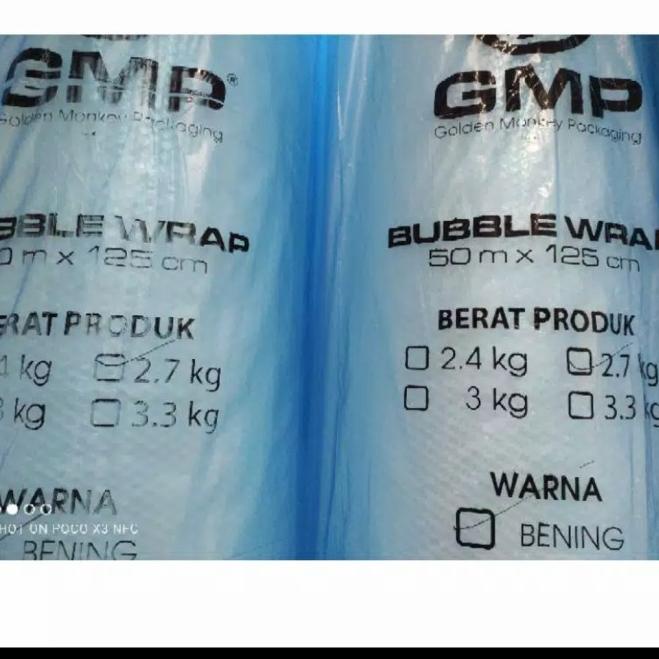 GMP®
Golden Monkey Packaging
BBLE WRAP
0 m x 125 cm
ERAT PRODUK
kg 2.7 kg
kg 3.3 kg
WARNA
BENING
GMP
Golden Monkey Packaging
BUBBLE WRA
50 m x 125 cm
BERAT PRODUK
2.4 kg 2.7 kg
3 kg 3.3 kg
WARNA
BENING
HOT ON POCO X3 NFC